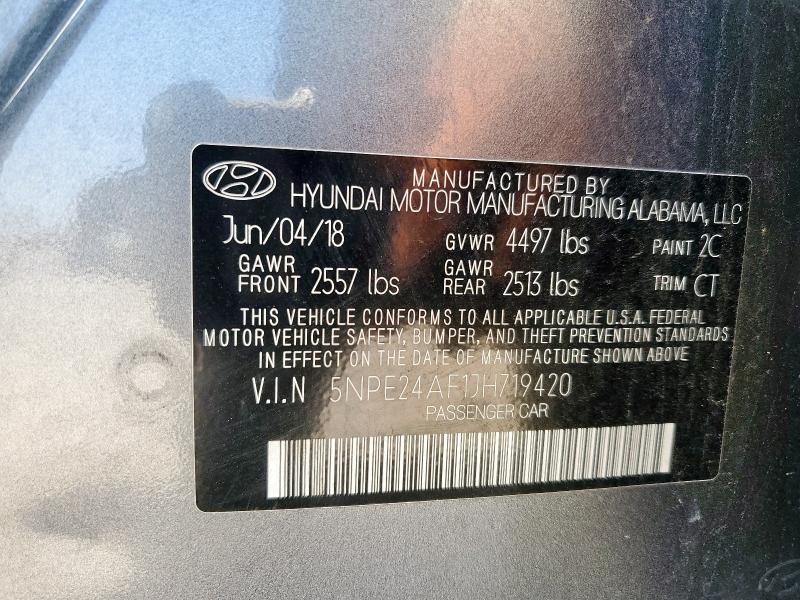 MANUFACTURED BY
HYUNDAI MOTOR MANUFACTURING ALABAMA, LLC
Jun/04/18 GVWR 4497 lbs PAINT 2C
GAWR FRONT 2557 lbs GAWR REAR 2513 lbs TRIM CT
THIS VEHICLE CONFORMS TO ALL APPLICABLE U.S.A. FEDERAL
MOTOR VEHICLE SAFETY, BUMPER, AND THEFT PREVENTION STANDARDS
IN EFFECT ON THE DATE OF MANUFACTURE SHOWN ABOVE
V.I.N 5NPE24AF1JH719420
PASSENGER CAR